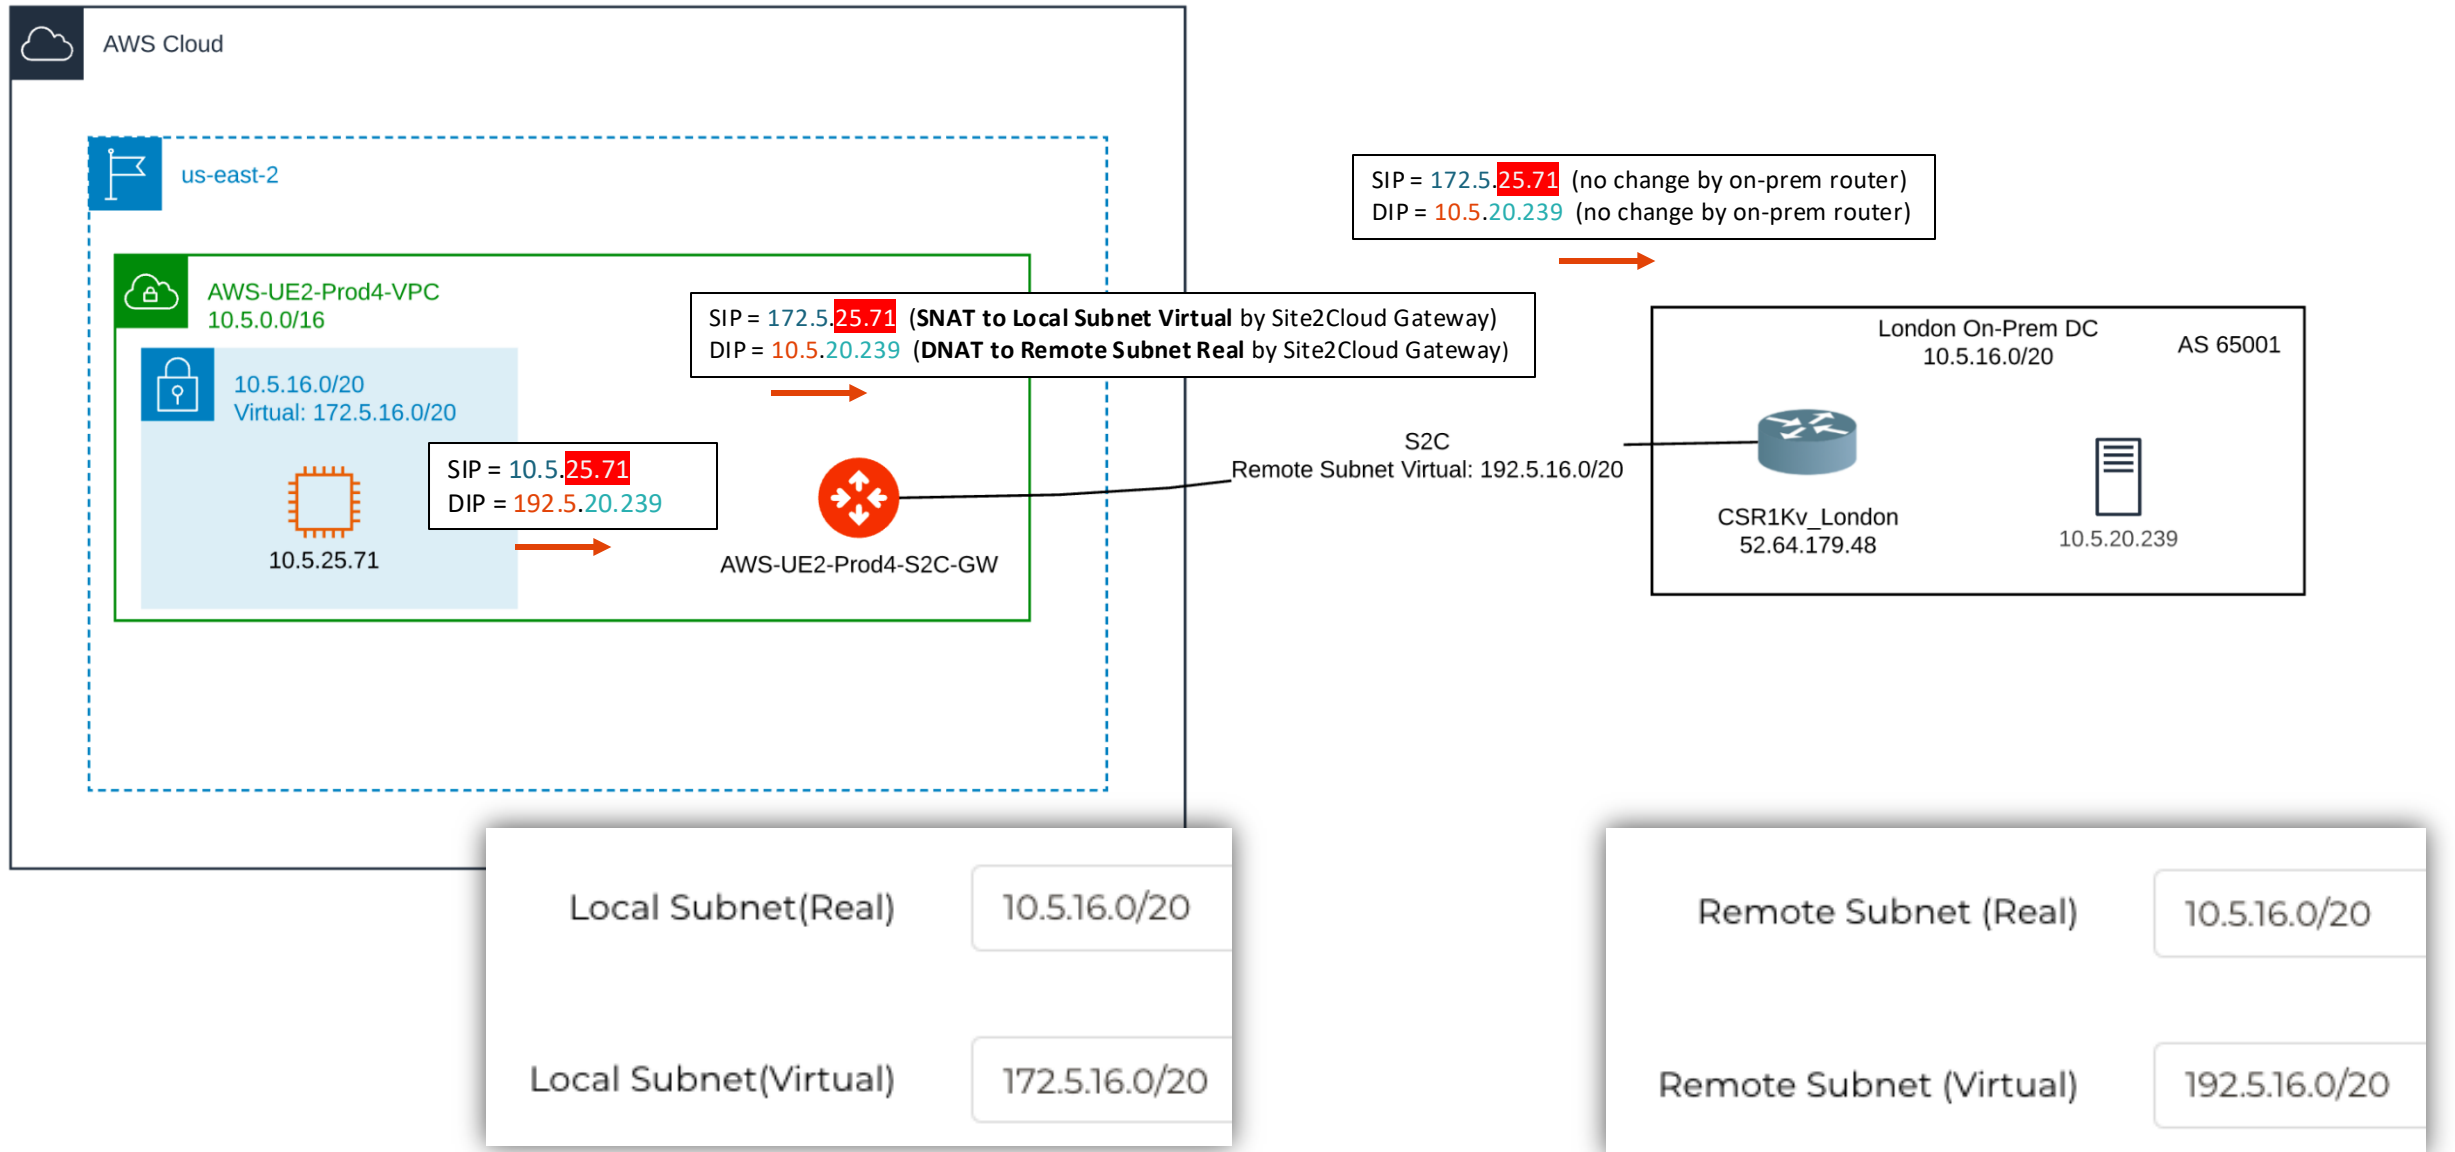 AWS Cloud
us-east-2
SIP = 172.5.25.71 (no change by on-prem router)
DIP = 10.5.20.239 (no change by on-prem router)
AWS-UE2-Prod4-VPC
10.5.0.0/16
SIP = 172.5.25.71 (SNAT to Local Subnet Virtual by Site2Cloud Gateway)
DIP = 10.5.20.239 (DNAT to Remote Subnet Real by Site2Cloud Gateway)
London On-Prem DC
10.5.16.0/20
AS 65001
10.5.16.0/20
Virtual: 172.5.16.0/20
SIP = 10.5.25.71
DIP = 192.5.20.239
10.5.25.71
AWS-UE2-Prod4-S2C-GW
S2C
Remote Subnet Virtual: 192.5.16.0/20
CSR1Kv_London
52.64.179.48
10.5.20.239
Local Subnet(Real) 10.5.16.0/20
Local Subnet(Virtual) 172.5.16.0/20
Remote Subnet (Real) 10.5.16.0/20
Remote Subnet (Virtual) 192.5.16.0/20